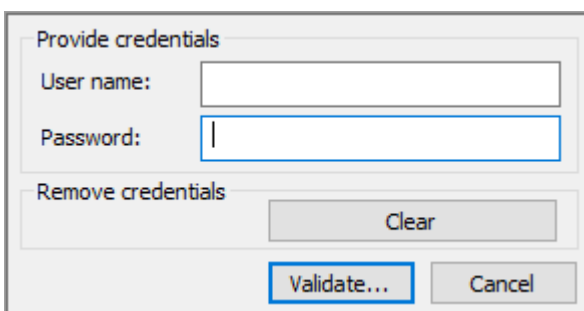 Provide credentials
User name:
Password:
Remove credentials
Clear
Validate... Cancel